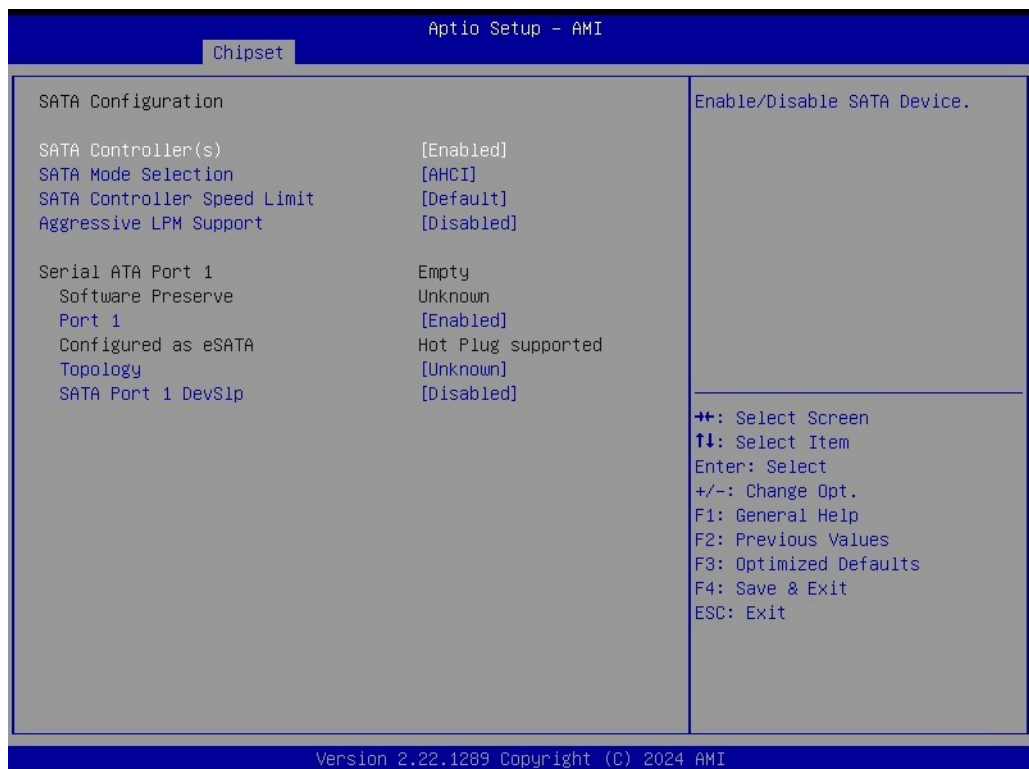 Aptio Setup – AMI
Chipset
SATA Configuration
SATA Controller(s) [Enabled]
SATA Mode Selection [AHCI]
SATA Controller Speed Limit [Default]
Aggressive LPM Support [Disabled]
Serial ATA Port 1 Empty
Software Preserve Unknown
Port 1 [Enabled]
Configured as eSATA Hot Plug supported
Topology [Unknown]
SATA Port 1 DevSlp [Disabled]
Enable/Disable SATA Device.
→←: Select Screen
↑↓: Select Item
Enter: Select
+/-: Change Opt.
F1: General Help
F2: Previous Values
F3: Optimized Defaults
F4: Save & Exit
ESC: Exit
Version 2.22.1289 Copyright (C) 2024 AMI